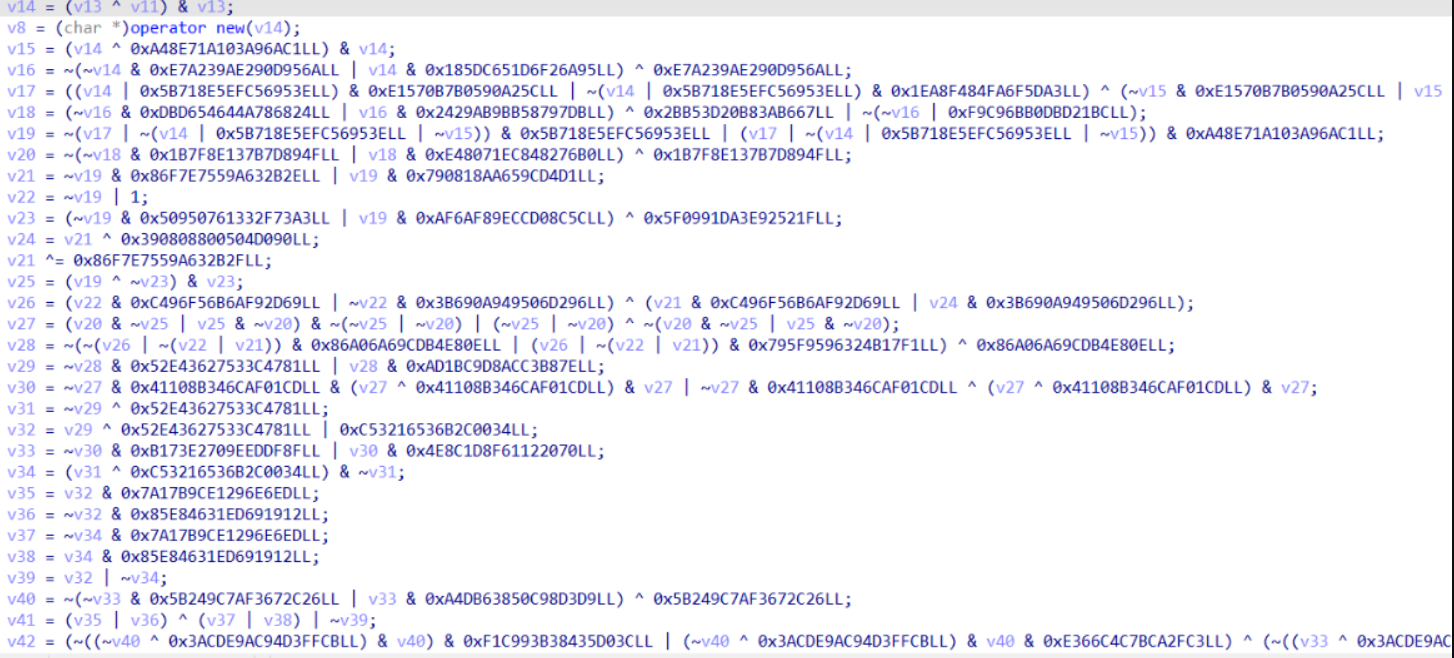 v14 = (v13 ^ v11) & v13;
v8 = (char *)operator new(v14);
v15 = (v14 ^ 0xA48E71A103A96AC1LL) & v14;
v16 = ~(~v14 & 0xE7A239AE290D956ALL | v14 & 0x185DC651D6F26A95LL) ^ 0xE7A239AE290D956ALL;
v17 = ((v14 | 0x5B718E5EFC56953ELL) & 0xE1570B7B0590A25CLL | ~(v14 | 0x5B718E5EFC56953ELL) & 0x1EA8F484FA6F5DA3LL) ^ (~v15 & 0xE1570B7B0590A25CLL | v15
v18 = (~v16 & 0xDBD654644A786824LL | v16 & 0x2429AB9BB58797DBLL) ^ 0x2BB53D20B83AB667LL | ~(~v16 | 0xF9C96BB0DBD21BCLL);
v19 = ~(v17 | ~(v14 | 0x5B718E5EFC56953ELL | ~v15)) & 0x5B718E5EFC56953ELL | (v17 | ~(v14 | 0x5B718E5EFC56953ELL | ~v15)) & 0xA48E71A103A96AC1LL;
v20 = ~(~v18 & 0x1B7F8E137B7D894FLL | v18 & 0xE48071EC848276B0LL) ^ 0x1B7F8E137B7D894FLL;
v21 = ~v19 & 0x86F7E7559A632B2ELL | v19 & 0x790818AA659CD4D1LL;
v22 = ~v19 | 1;
v23 = (~v19 & 0x50950761332F73A3LL | v19 & 0xAF6AF89ECCD08C5CLL) ^ 0x5F0991DA3E92521FLL;
v24 = v21 ^ 0x390808800504D090LL;
v21 ^= 0x86F7E7559A632B2FLL;
v25 = (v19 ^ ~v23) & v23;
v26 = (v22 & 0xC496F56B6AF92D69LL | ~v22 & 0x3B690A949506D296LL) ^ (v21 & 0xC496F56B6AF92D69LL | v24 & 0x3B690A949506D296LL);
v27 = (v20 & ~v25 | v25 & ~v20) & ~(~v25 | ~v20) | (~v25 | ~v20) ^ ~(v20 & ~v25 | v25 & ~v20);
v28 = ~(~(v26 | ~(v22 | v21)) & 0x86A06A69CDB4E80ELL | (v26 | ~(v22 | v21)) & 0x795F9596324B17F1LL) ^ 0x86A06A69CDB4E80ELL;
v29 = ~v28 & 0x52E43627533C4781LL | v28 & 0xAD1BC9D8ACC3B87ELL;
v30 = ~v27 & 0x41108B346CAF01CDLL & (v27 ^ 0x41108B346CAF01CDLL) & v27 | ~v27 & 0x41108B346CAF01CDLL ^ (v27 ^ 0x41108B346CAF01CDLL) & v27;
v31 = ~v29 ^ 0x52E43627533C4781LL;
v32 = v29 ^ 0x52E43627533C4781LL | 0xC53216536B2C0034LL;
v33 = ~v30 & 0xB173E2709EEDDF8FLL | v30 & 0x4E8C1D8F61122070LL;
v34 = (v31 ^ 0xC53216536B2C0034LL) & ~v31;
v35 = v32 & 0x7A17B9CE1296E6EDLL;
v36 = ~v32 & 0x85E84631ED691912LL;
v37 = ~v34 & 0x7A17B9CE1296E6EDLL;
v38 = v34 & 0x85E84631ED691912LL;
v39 = v32 | ~v34;
v40 = ~(~v33 & 0x5B249C7AF3672C26LL | v33 & 0xA4DB63850C98D3D9LL) ^ 0x5B249C7AF3672C26LL;
v41 = (v35 | v36) ^ (v37 | v38) | ~v39;
v42 = (~((~v40 ^ 0x3ACDE9AC94D3FFCBLL) & v40) & 0xF1C993B38435D03CLL | (~v40 ^ 0x3ACDE9AC94D3FFCBLL) & v40 & 0xE366C4C7BCA2FC3LL) ^ (~((v33 ^ 0x3ACDE9AC